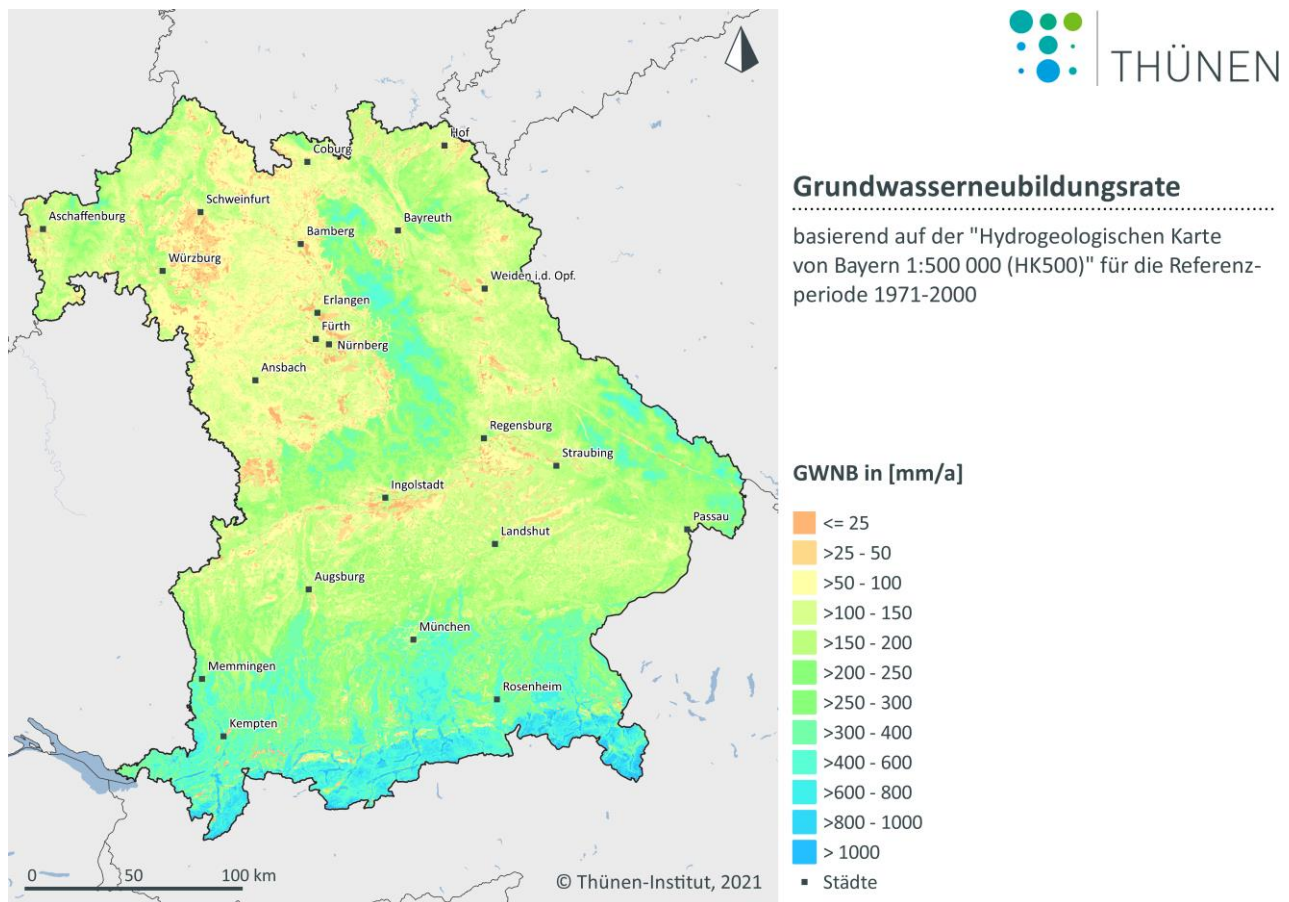 THÜNEN
Grundwasserneubildungsrate
basierend auf der "Hydrogeologischen Karte
von Bayern 1:500 000 (HK500)" für die Referenz-
periode 1971-2000
Hof
Coburg
Schweinfurt
Aschaffenburg
Bamberg
Bayreuth
Würzburg
Weiden i.d. Opf.
Erlangen
Fürth
Nürnberg
Ansbach
Regensburg
Straubing
Ingolstadt
Passau
Landshut
Augsburg
München
Memmingen
Rosenheim
Kempten
0 50 100 km
© Thünen-Institut, 2021
GWNB in [mm/a]
<= 25
>25 - 50
>50 - 100
>100 - 150
>150 - 200
>200 - 250
>250 - 300
>300 - 400
>400 - 600
>600 - 800
>800 - 1000
> 1000
Städte